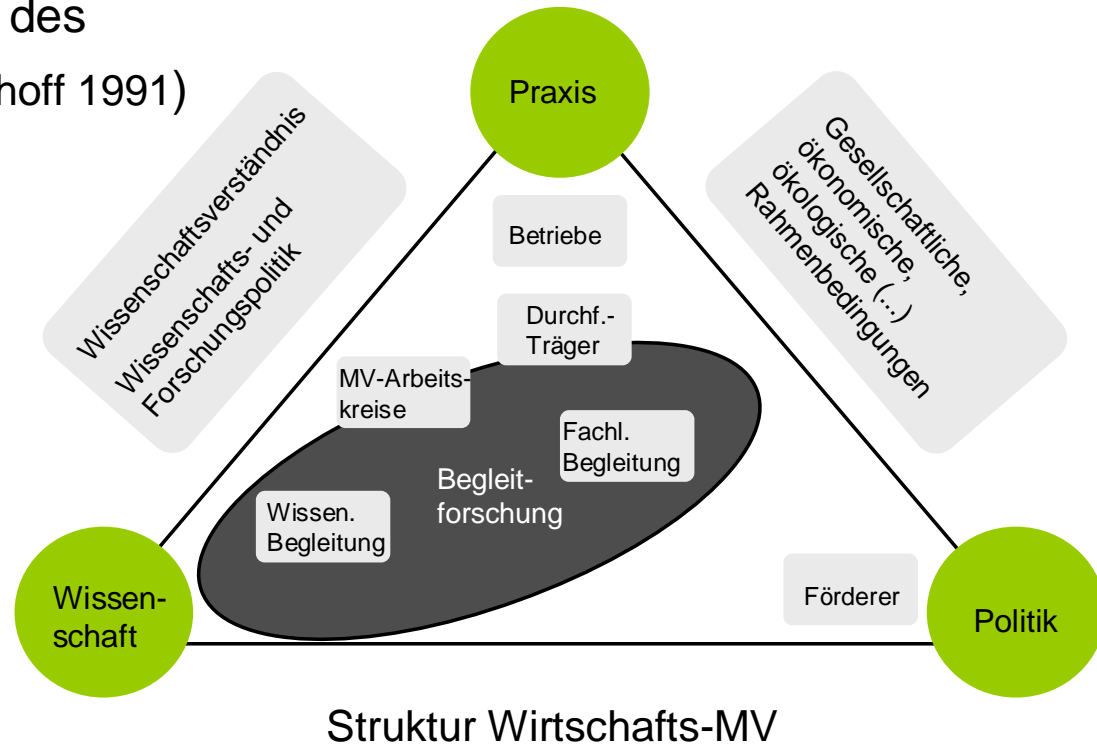 des
hoff 1991)
Praxis
Wissenschaftsverständnis
Wissenschafts- und
Forschungspolitik
Gesellschaftliche,
ökonomische,
ökologische (...)
Rahmenbedingungen
Betriebe
Durchf.-
Träger
MV-Arbeits-
kreise
Fachl.
Begleitung
Begleit-
forschung
Wissen.
Begleitung
Wissen-
schaft
Förderer
Politik
Struktur Wirtschafts-MV